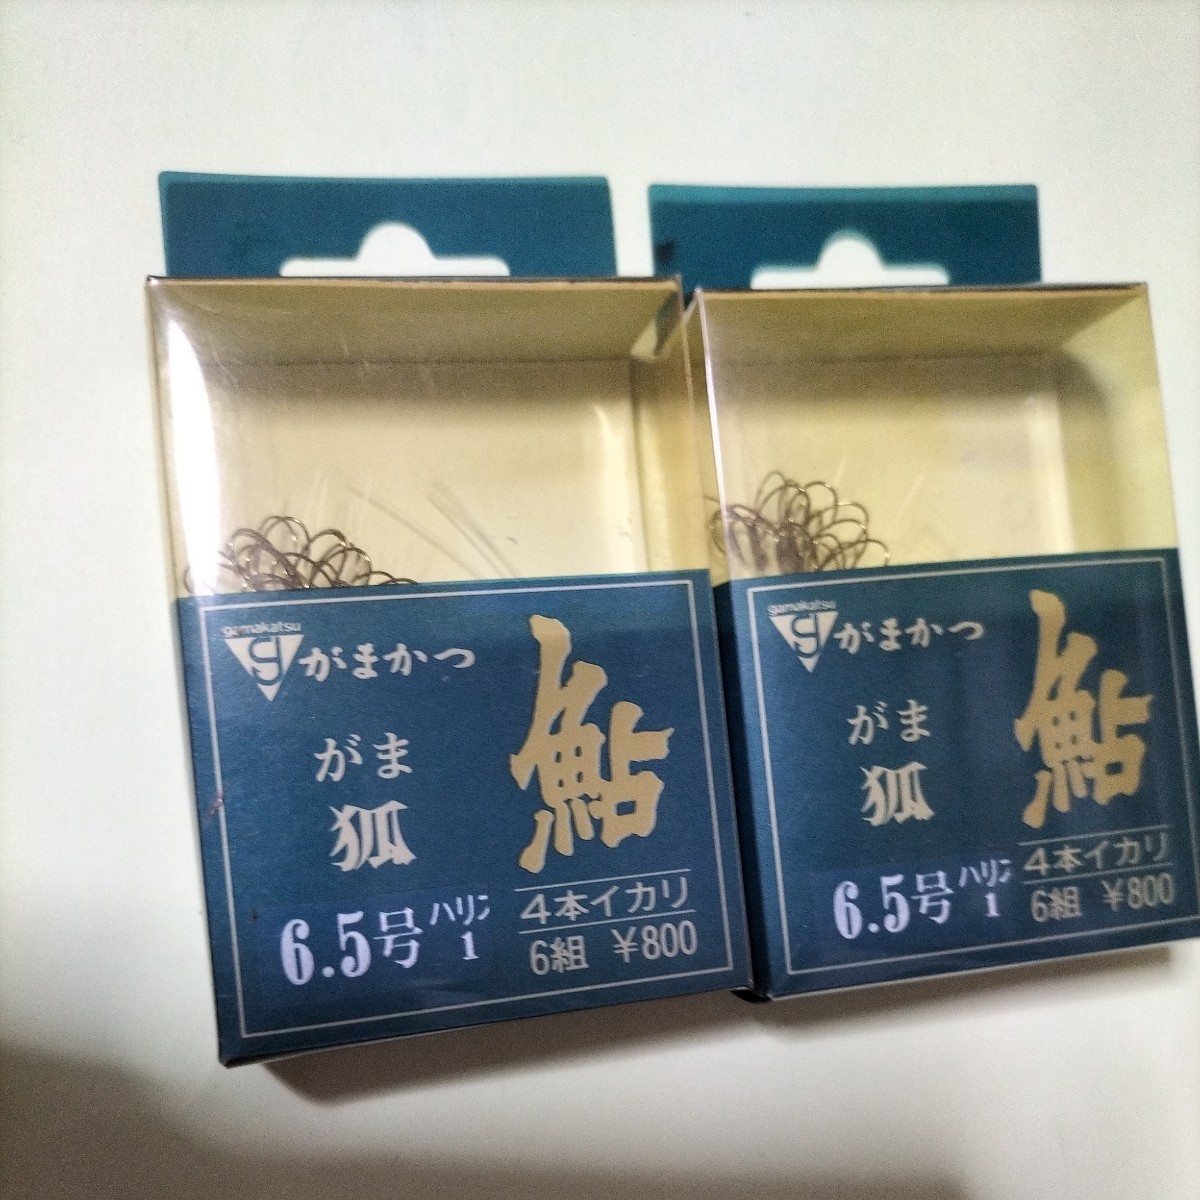 gamakatsu
がまかつ
鮎
がま
狐
6.5号 ハリス 1
4本イカリ
6組 ¥800
gamakatsu
がまかつ
鮎
がま
狐
6.5号 ハリス 1
4本イカリ
6組 ¥800